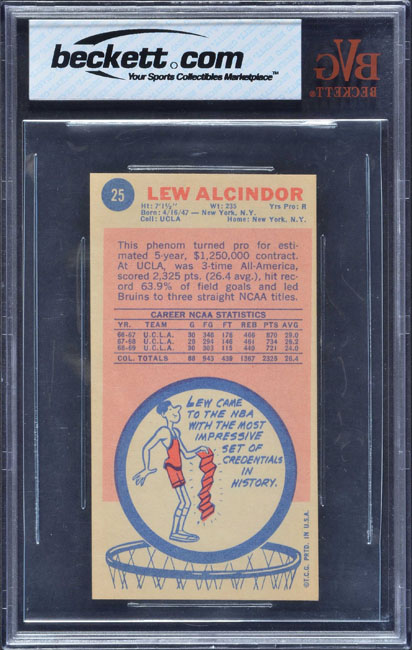 beckett.com
Your Sports Collectibles Marketplace™
BVG
BECKETT
25
LEW ALCINDOR
Ht: 7'1½" Wt: 235 Yrs Pro: R
Born: 4/16/47 — New York, N.Y.
Coll: UCLA Home: New York, N.Y.
This phenom turned pro for esti-
mated 5-year, $1,250,000 contract.
At UCLA, was 3-time All-America,
scored 2,325 pts. (26.4 avg.), hit rec-
ord 63.9% of field goals and led
Bruins to three straight NCAA titles.
CAREER NCAA STATISTICS
YR. TEAM G FG FT REB PTS AVG
66-67 U.C.L.A. 30 346 178 466 870 29.0
67-68 U.C.L.A. 28 294 146 461 734 26.2
68-69 U.C.L.A. 30 303 115 440 721 24.0
COL. TOTALS 88 943 439 1367 2325 26.4
LEW CAME
TO THE NBA
WITH THE MOST
IMPRESSIVE
SET OF
CREDENTIALS
IN
HISTORY.
©T.C.G. PRTD. IN U.S.A.